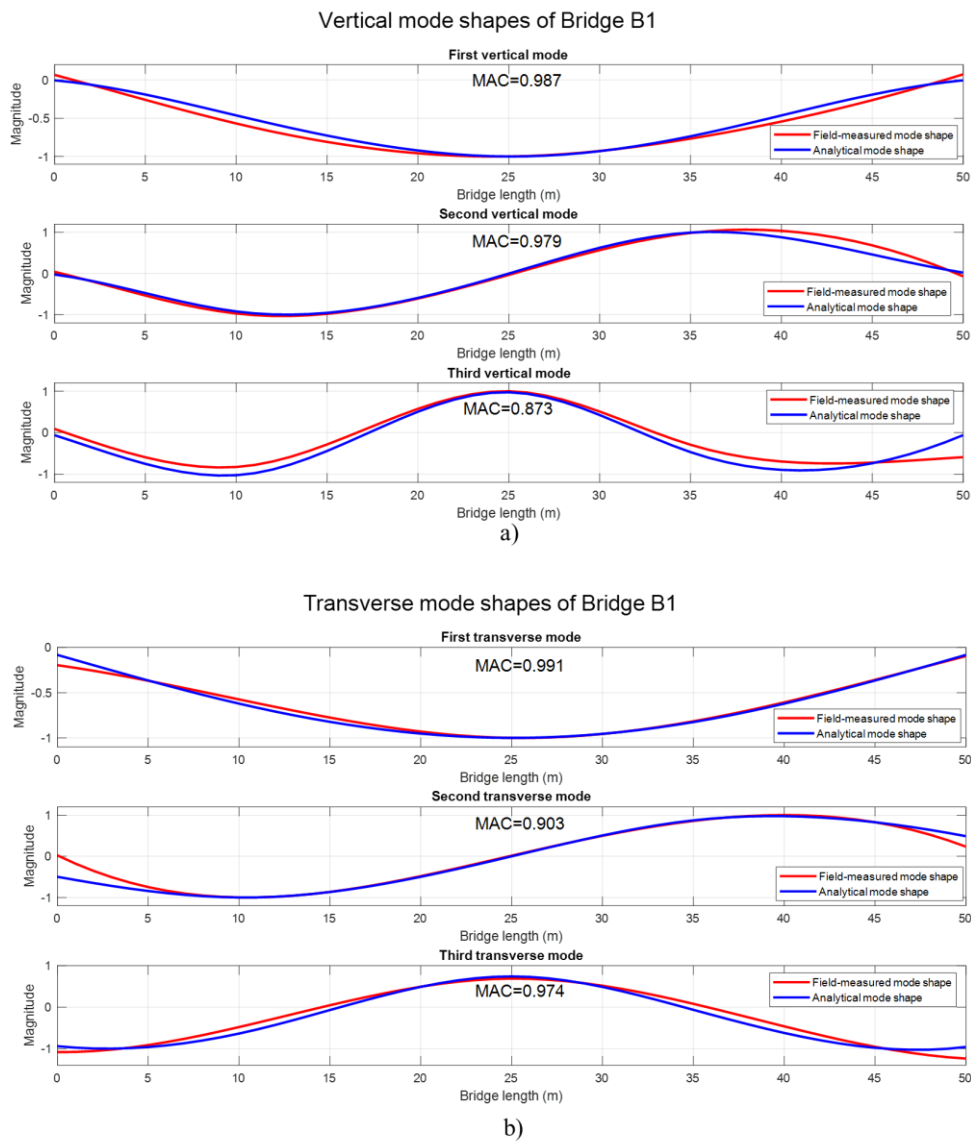 Vertical mode shapes of Bridge B1
First vertical mode
MAC=0.987
Magnitude
0
-0.5
-1
Field-measured mode shape
Analytical mode shape
0 5 10 15 20 25 30 35 40 45 50
Bridge length (m)
Second vertical mode
MAC=0.979
Magnitude
1
0
-1
Field-measured mode shape
Analytical mode shape
0 5 10 15 20 25 30 35 40 45 50
Bridge length (m)
Third vertical mode
MAC=0.873
Magnitude
1
0
-1
Field-measured mode shape
Analytical mode shape
0 5 10 15 20 25 30 35 40 45 50
Bridge length (m)
a)
Transverse mode shapes of Bridge B1
First transverse mode
MAC=0.991
Magnitude
0
-0.5
-1
Field-measured mode shape
Analytical mode shape
0 5 10 15 20 25 30 35 40 45 50
Bridge length (m)
Second transverse mode
MAC=0.903
Magnitude
1
0
-1
Field-measured mode shape
Analytical mode shape
0 5 10 15 20 25 30 35 40 45 50
Bridge length (m)
Third transverse mode
MAC=0.974
Magnitude
1
0
-1
Field-measured mode shape
Analytical mode shape
0 5 10 15 20 25 30 35 40 45 50
Bridge length (m)
b)